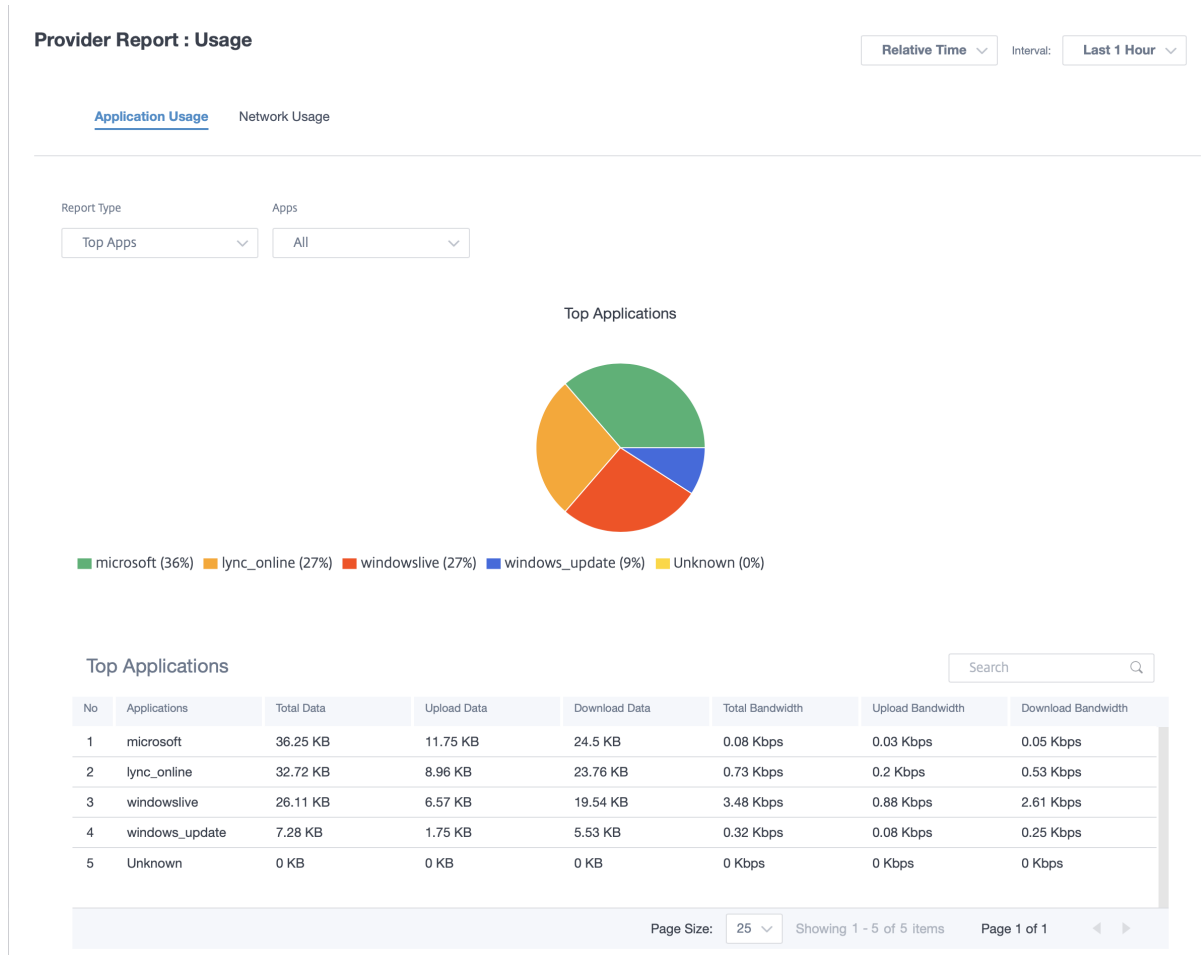 Provider Report : Usage
Relative Time Interval: Last 1 Hour
Application Usage Network Usage
Report Type Apps
Top Apps All
Top Applications
microsoft (36%) lync_online (27%) windowslive (27%) windows_update (9%) Unknown (0%)
Top Applications Search
No Applications Total Data Upload Data Download Data Total Bandwidth Upload Bandwidth Download Bandwidth
1 microsoft 36.25 KB 11.75 KB 24.5 KB 0.08 Kbps 0.03 Kbps 0.05 Kbps
2 lync_online 32.72 KB 8.96 KB 23.76 KB 0.73 Kbps 0.2 Kbps 0.53 Kbps
3 windowslive 26.11 KB 6.57 KB 19.54 KB 3.48 Kbps 0.88 Kbps 2.61 Kbps
4 windows_update 7.28 KB 1.75 KB 5.53 KB 0.32 Kbps 0.08 Kbps 0.25 Kbps
5 Unknown 0 KB 0 KB 0 KB 0 Kbps 0 Kbps 0 Kbps
Page Size: 25 Showing 1 - 5 of 5 items Page 1 of 1